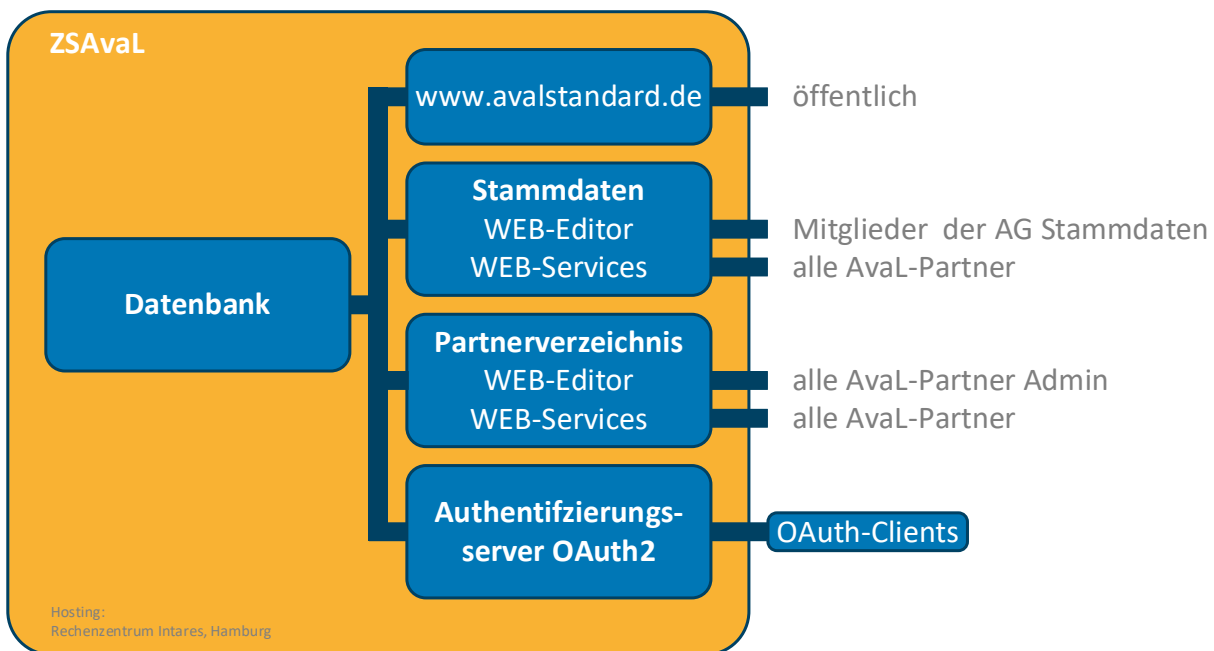 ZSAvaL
www.avalstandard.de
öffentlich
Stammdaten
WEB-Editor
Mitglieder der AG Stammdaten
WEB-Services
alle AvaL-Partner
Datenbank
Partnerverzeichnis
WEB-Editor
alle AvaL-Partner Admin
WEB-Services
alle AvaL-Partner
Authentifzierungs-
server OAuth2
OAuth-Clients
Hosting:
Rechenzentrum Intares, Hamburg